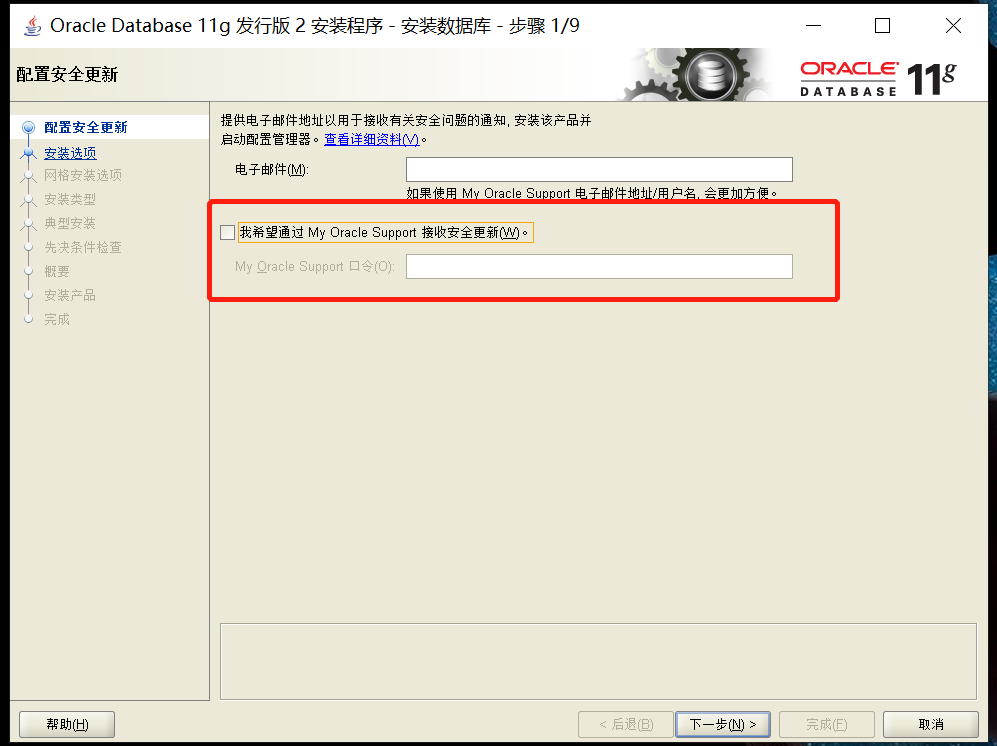 Oracle Database 11g 发行版 2 安装程序 - 安装数据库 - 步骤 1/9
配置安全更新
ORACLE
DATABASE
11g
配置安全更新
安装选项
网格安装选项
安装类型
典型安装
先决条件检查
概要
安装产品
完成
提供电子邮件地址以用于接收有关安全问题的通知, 安装该产品并
启动配置管理器。查看详细资料(V)。
电子邮件(M):
如果使用 My Oracle Support 电子邮件地址/用户名, 会更加方便。
我希望通过 My Oracle Support 接收安全更新(W)。
My Oracle Support 口令(O):
帮助(H)
< 后退(B)
下一步(N) >
完成(F)
取消